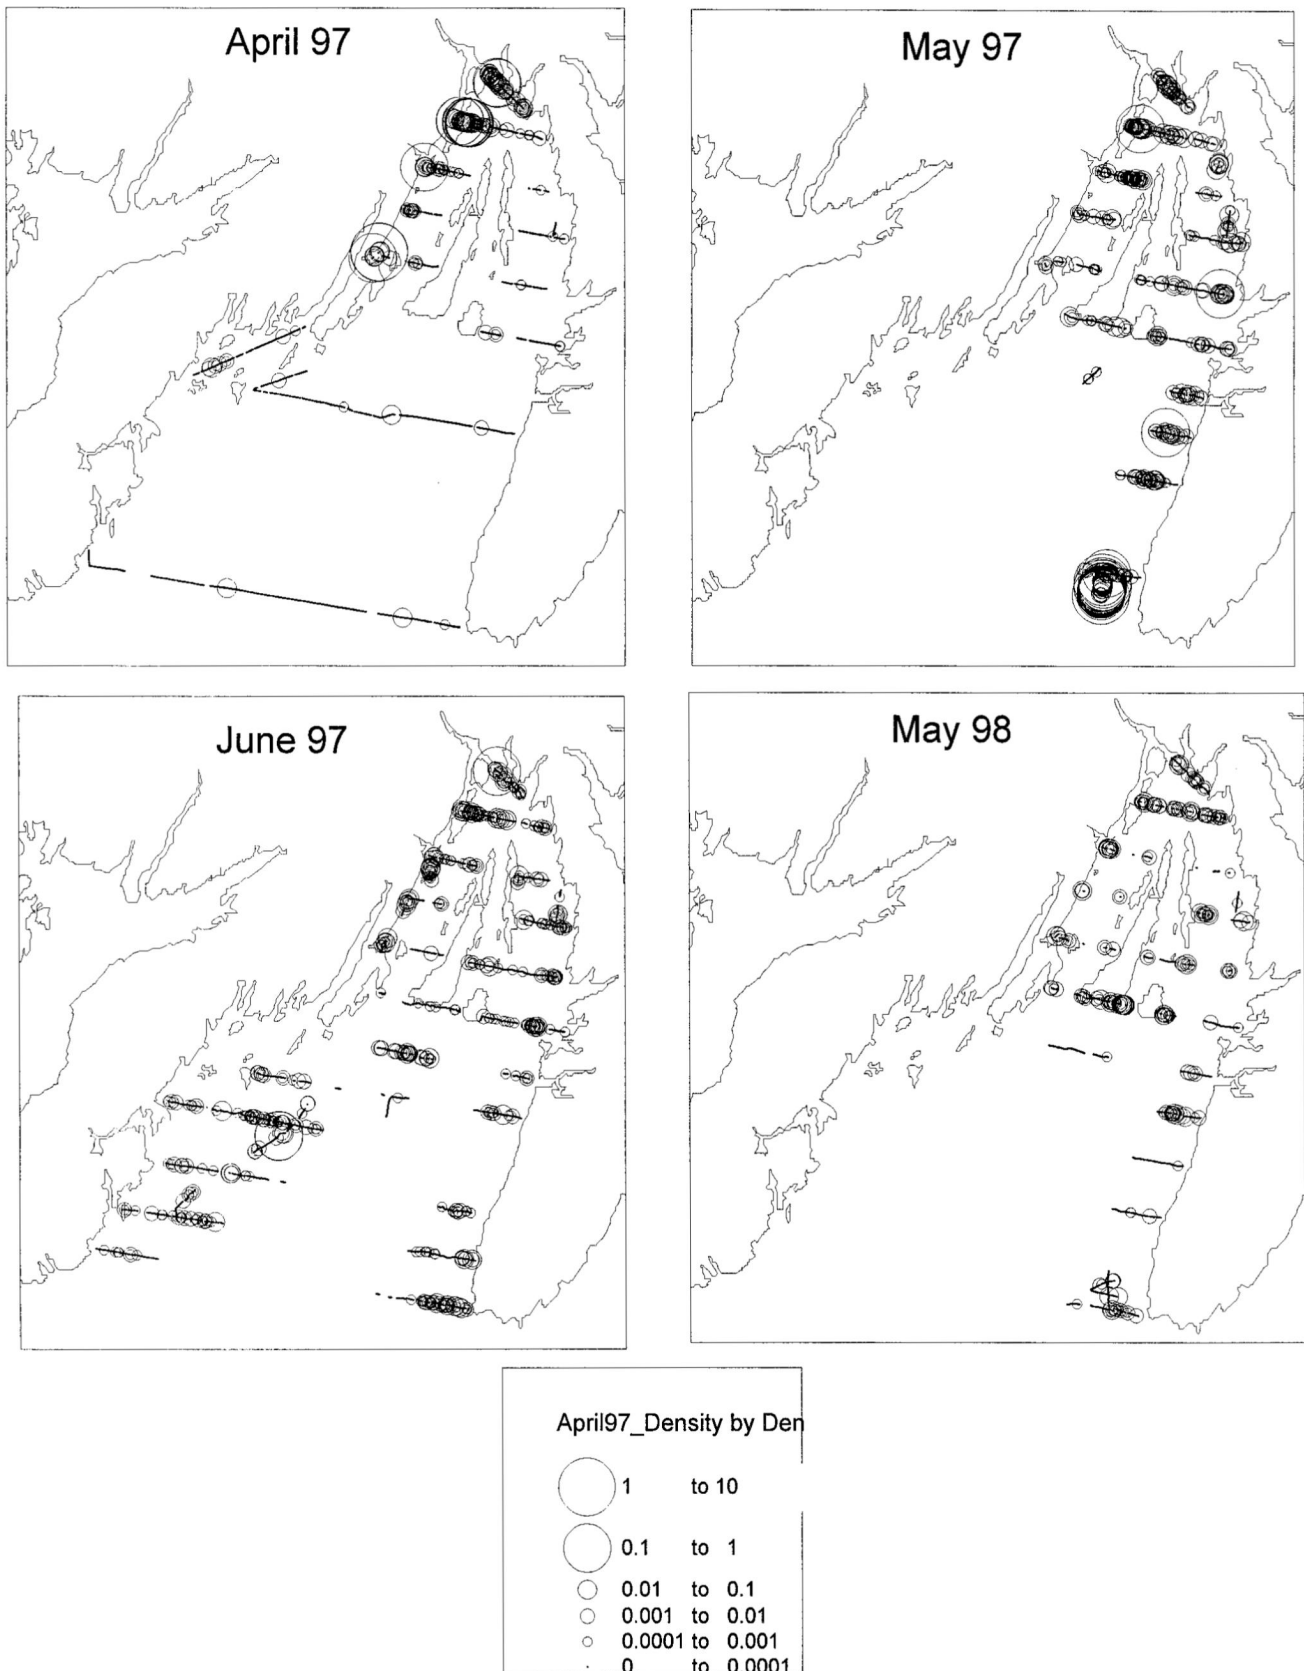 April 97
May 97
June 97
May 98
April97_Density by Den
1 to 10
0.1 to 1
0.01 to 0.1
0.001 to 0.01
0.0001 to 0.001
0 to 0.0001